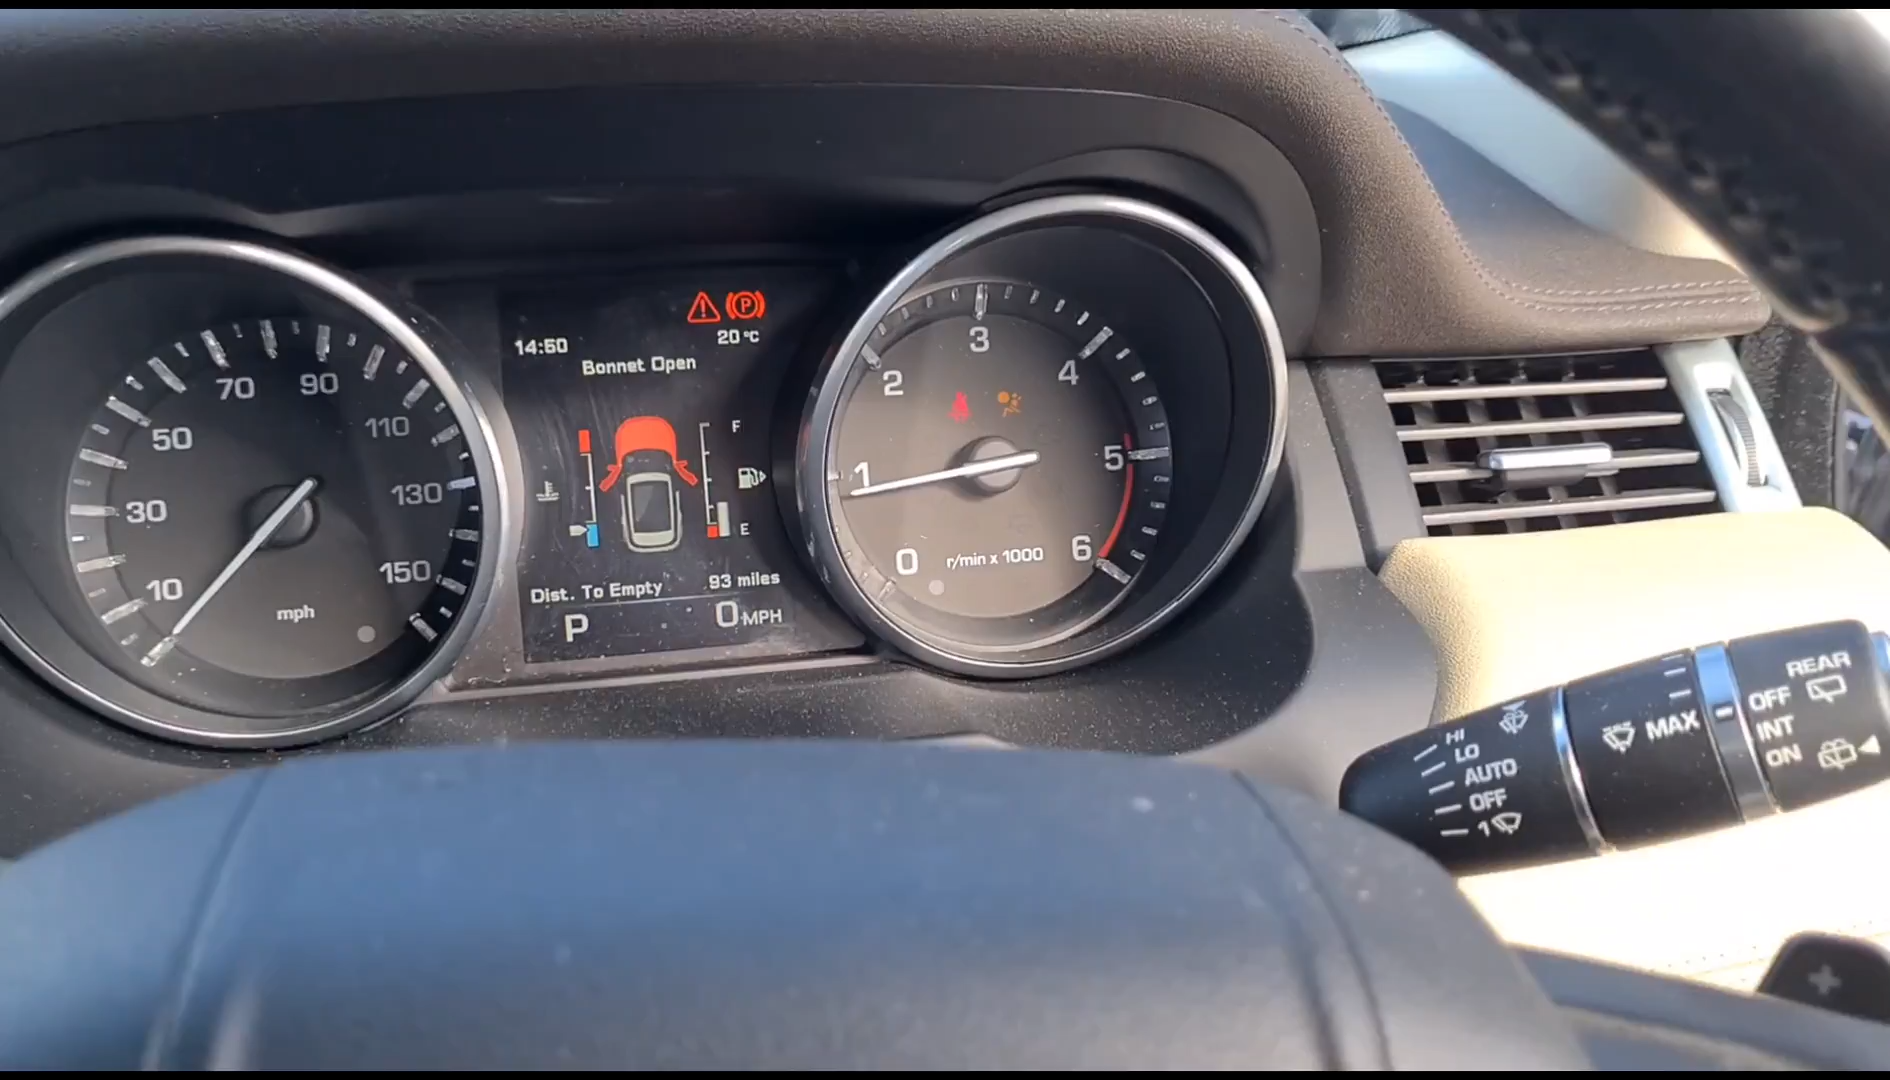 10
30
50
70
90
110
130
150
mph
14:50
20 °C
Bonnet Open
F
E
Dist. To Empty 93 miles
P 0 MPH
0
1
2
3
4
5
6
r/min x 1000
HI
LO
AUTO
OFF
1
MAX
REAR
OFF
INT
ON